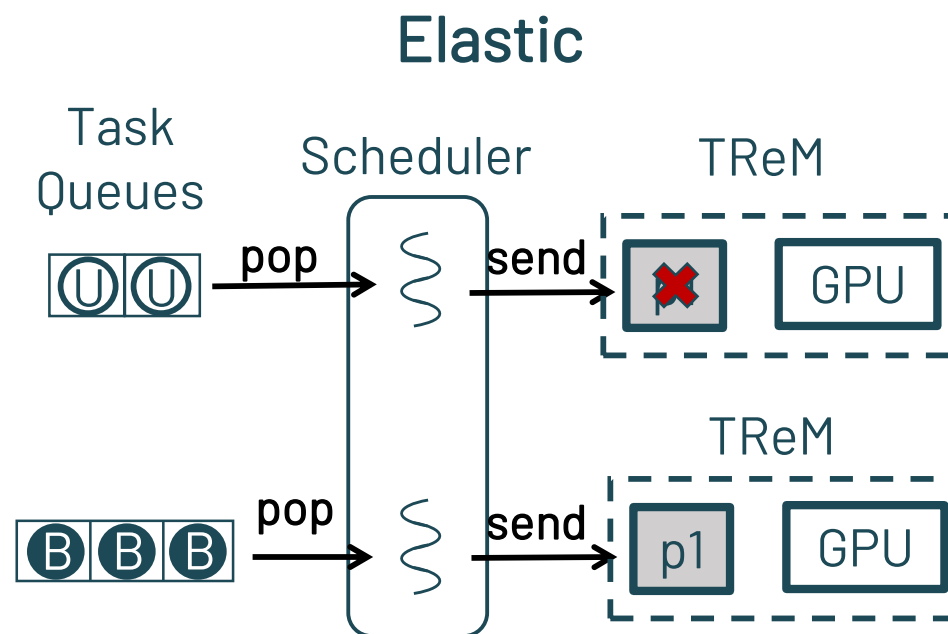 Elastic
Task
Queues
Scheduler
TReM
U U
pop
send
GPU
TReM
B B B
pop
send
p1
GPU